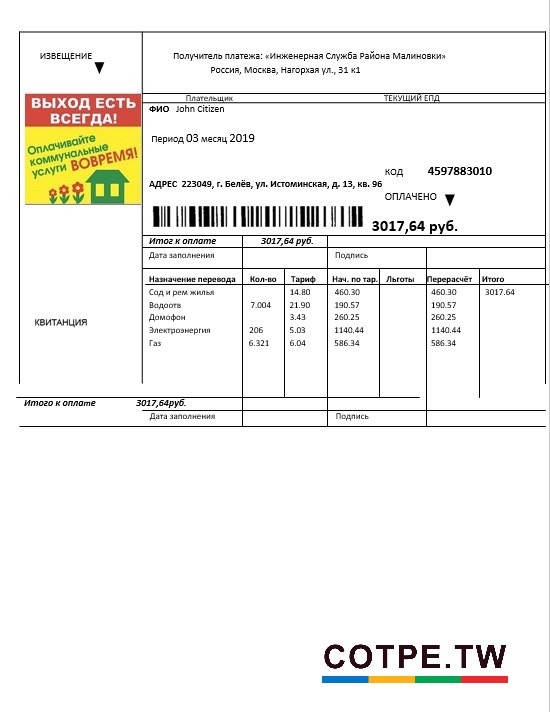 ИЗВЕЩЕНИЕ
Получитель платежа: «Инженерная Служба Района Малиновки»
Россия, Москва, Нагорхая ул., 31 к1
Плательщик ТЕКУЩИЙ ЕПД
ВЫХОД ЕСТЬ
ВСЕГДА!
Оплачивайте
коммунальные
услуги ВОВРЕМЯ!
ФИО John Citizen
Период 03 месяц 2019
КОД 4597883010
АДРЕС 223049, г. Белёв, ул. Истоминская, д. 13, кв. 96
ОПЛАЧЕНО
3017,64 руб.
Итог к оплате 3017,64 руб.
Дата заполнения Подпись
Назначение перевода Кол-во Тариф Нач. по тар. Льготы Перерасчёт Итого
Сод и рем жилья 14.80 460.30 460.30 3017.64
Водоотв 7.004 21.90 190.57 190.57
Домофон 3.43 260.25 260.25
Электроэнергия 206 5.03 1140.44 1140.44
Газ 6.321 6.04 586.34 586.34
КВИТАНЦИЯ
Итого к оплате 3017,64руб.
Дата заполнения Подпись
COTPE.TW